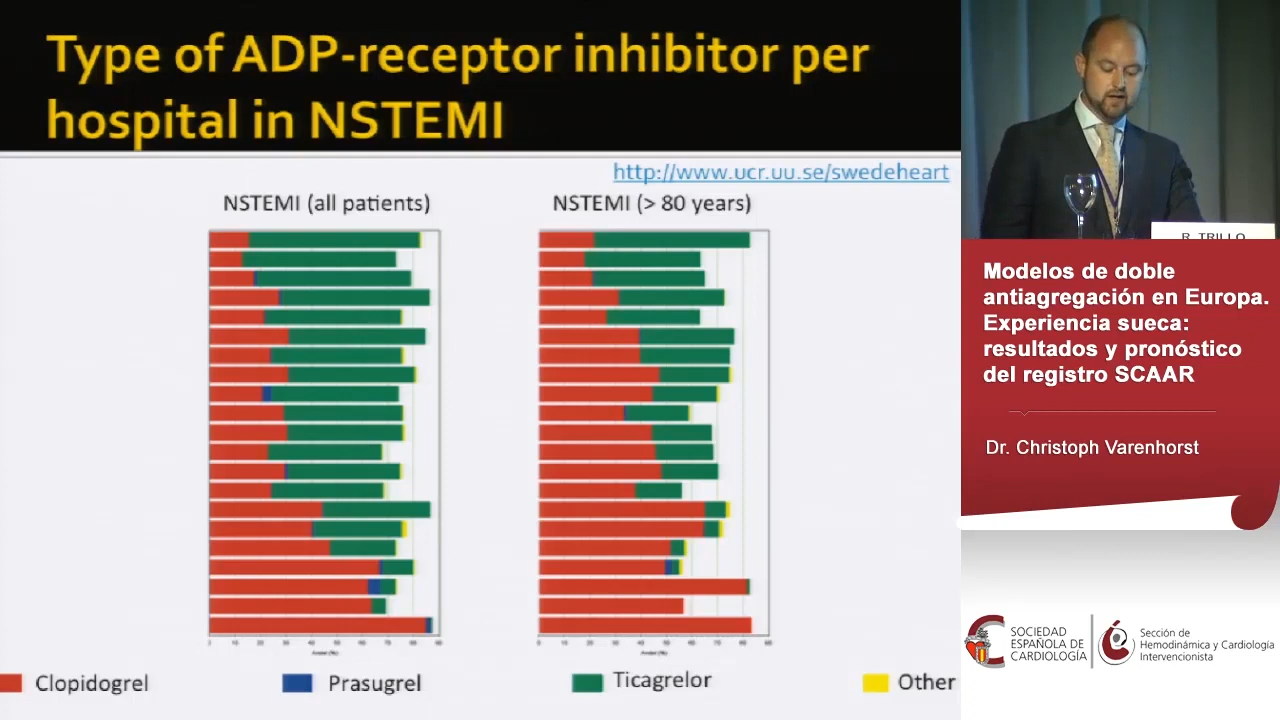 Type of ADP-receptor inhibitor per
hospital in NSTEMI
http://www.ucr.uu.se/swedeheart
NSTEMI (all patients)
NSTEMI (> 80 years)
Clopidogrel
Prasugrel
Ticagrelor
Other
R. TRILLO
Modelos de doble
antiagregación en Europa.
Experiencia sueca:
resultados y pronóstico
del registro SCAAR
Dr. Christoph Varenhorst
SOCIEDAD
ESPAÑOLA DE
CARDIOLOGÍA
Sección de
Hemodinámica y Cardiología
Intervencionista